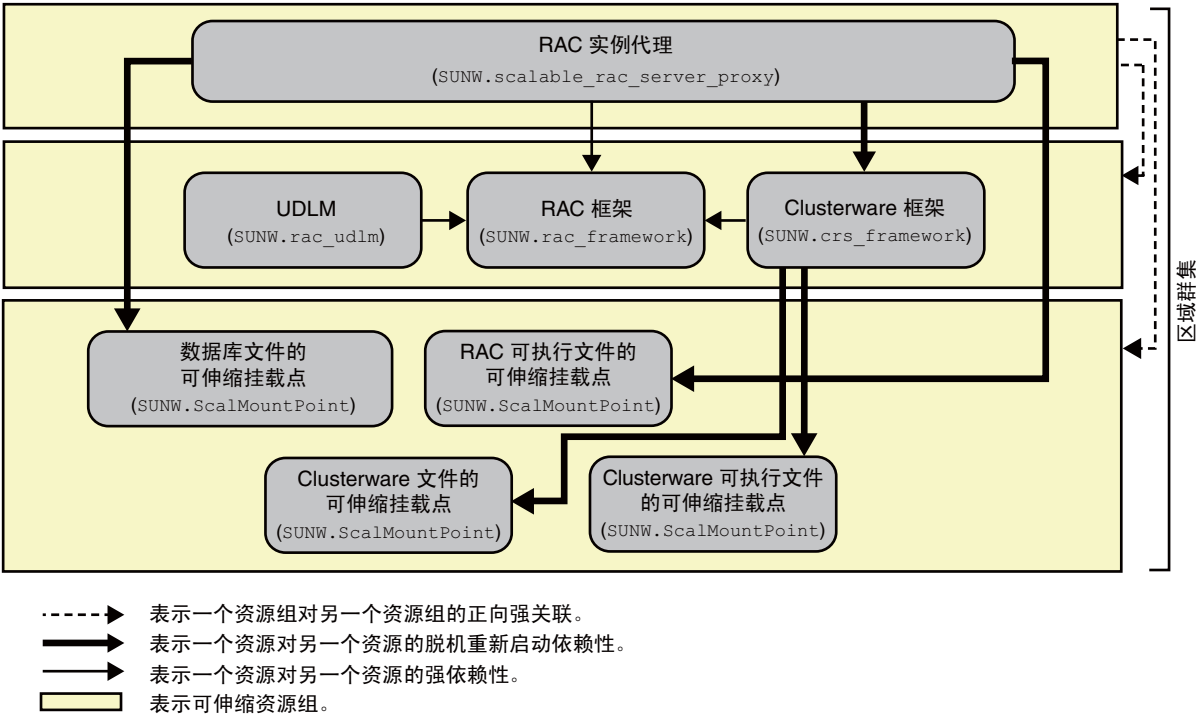 RAC 实例代理
(SUNW.scalable_rac_server_proxy)
UDLM
(SUNW.rac_udlm)
RAC 框架
(SUNW.rac_framework)
Clusterware 框架
(SUNW.crs_framework)
区域群集
数据库文件的
可伸缩挂载点
(SUNW.ScalMountPoint)
RAC 可执行文件的
可伸缩挂载点
(SUNW.ScalMountPoint)
Clusterware 文件的
可伸缩挂载点
(SUNW.ScalMountPoint)
Clusterware 可执行文件
的可伸缩挂载点
(SUNW.ScalMountPoint)
表示一个资源组对另一个资源组的正向强关联。
表示一个资源对另一个资源的脱机重新启动依赖性。
表示一个资源对另一个资源的强依赖性。
表示可伸缩资源组。